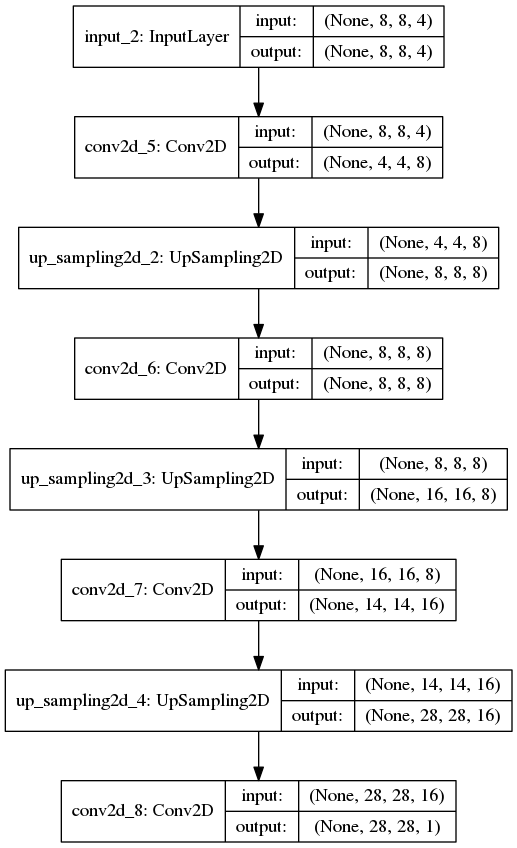 input_2: InputLayer
input: (None, 8, 8, 4)
output: (None, 8, 8, 4)
conv2d_5: Conv2D
input: (None, 8, 8, 4)
output: (None, 4, 4, 8)
up_sampling2d_2: UpSampling2D
input: (None, 4, 4, 8)
output: (None, 8, 8, 8)
conv2d_6: Conv2D
input: (None, 8, 8, 8)
output: (None, 8, 8, 8)
up_sampling2d_3: UpSampling2D
input: (None, 8, 8, 8)
output: (None, 16, 16, 8)
conv2d_7: Conv2D
input: (None, 16, 16, 8)
output: (None, 14, 14, 16)
up_sampling2d_4: UpSampling2D
input: (None, 14, 14, 16)
output: (None, 28, 28, 16)
conv2d_8: Conv2D
input: (None, 28, 28, 16)
output: (None, 28, 28, 1)